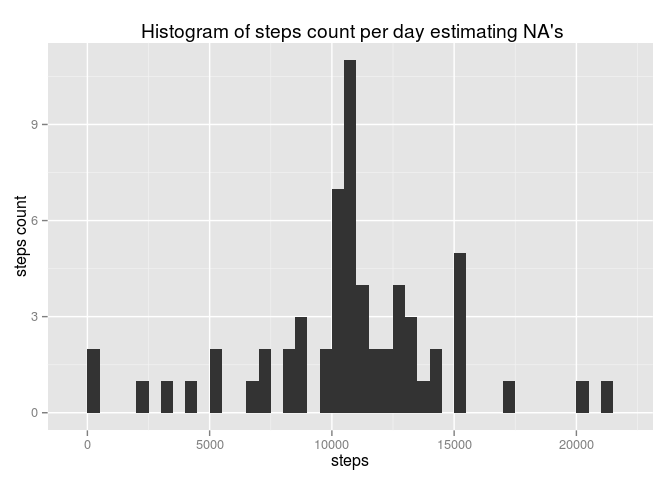 Histogram of steps count per day estimating NA's
9
6
3
0
steps count
0 5000 10000 15000 20000
steps